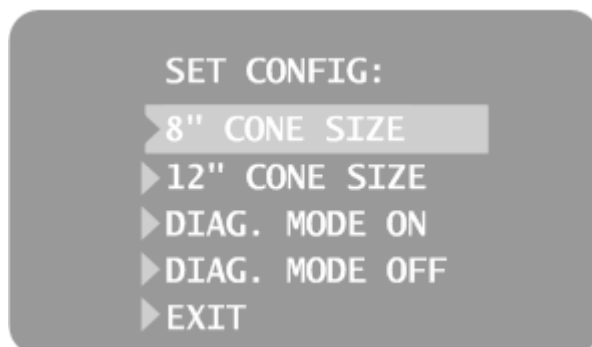 SET CONFIG:
8" CONE SIZE
12" CONE SIZE
DIAG. MODE ON
DIAG. MODE OFF
EXIT